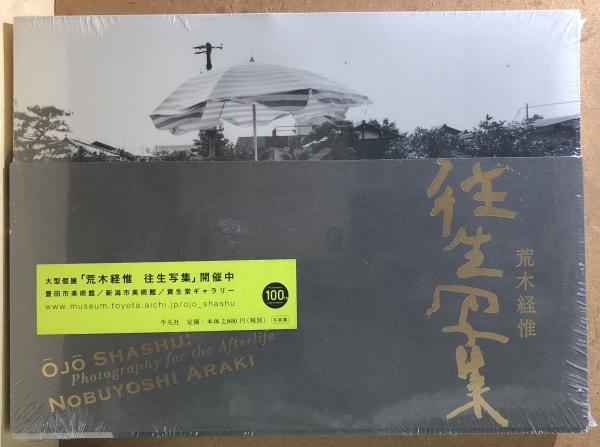 往生写集
荒木経惟
大型個展「荒木経惟 往生写集」開催中
豊田市美術館／新潟市美術館／資生堂ギャラリー
www.museum.toyota.aichi.jp/ojo_shashu
100th
平凡社 定価：本体2,800円（税別）
ŌJŌ SHASHU:
Photography for the Afterlife
NOBUYOSHI ARAKI